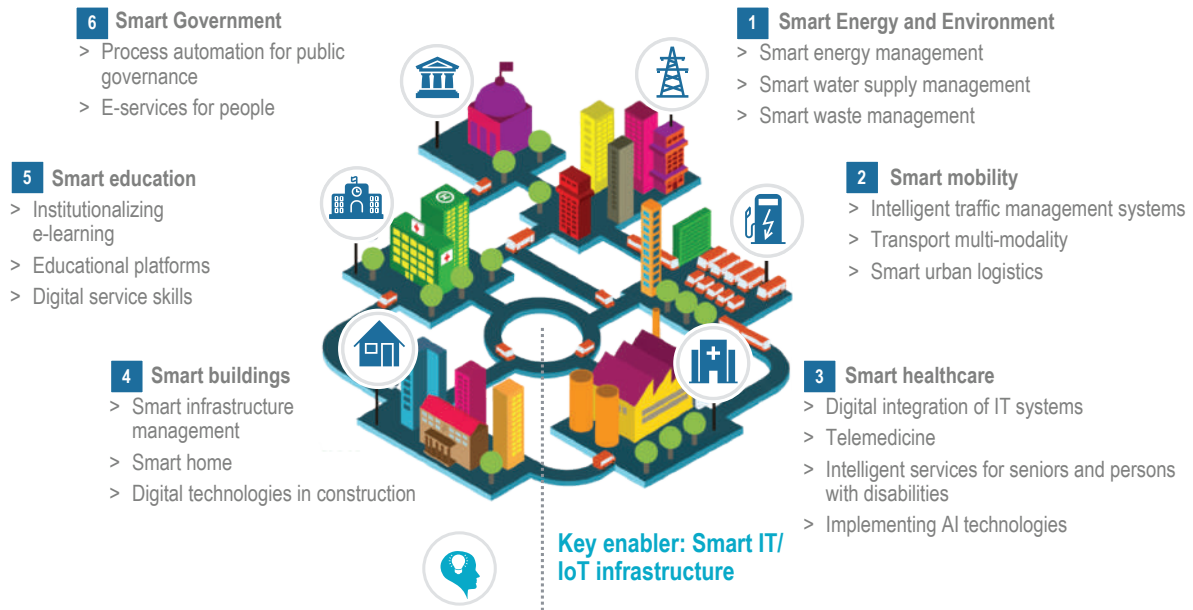 6 Smart Government
> Process automation for public
governance
> E-services for people
1 Smart Energy and Environment
> Smart energy management
> Smart water supply management
> Smart waste management
5 Smart education
> Institutionalizing
e-learning
> Educational platforms
> Digital service skills
2 Smart mobility
> Intelligent traffic management systems
> Transport multi-modality
> Smart urban logistics
4 Smart buildings
> Smart infrastructure
management
> Smart home
> Digital technologies in construction
3 Smart healthcare
> Digital integration of IT systems
> Telemedicine
> Intelligent services for seniors and persons
with disabilities
> Implementing AI technologies
Key enabler: Smart IT/
IoT infrastructure